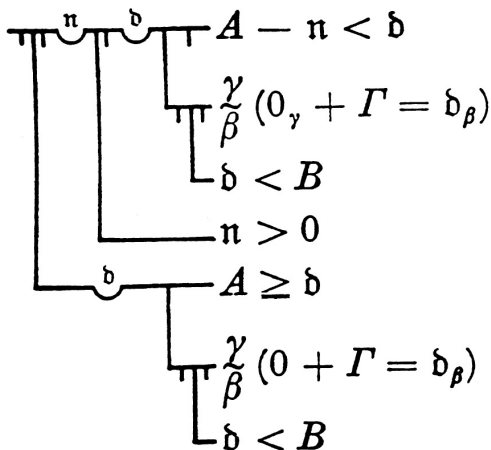 𝔫 𝔡 A − 𝔫 < 𝔡
γ/β̃ (0_γ + Γ = 𝔡_β)
𝔡 < B
𝔫 > 0
𝔡 A ≥ 𝔡
γ/β̃ (0 + Γ = 𝔡_β)
𝔡 < B